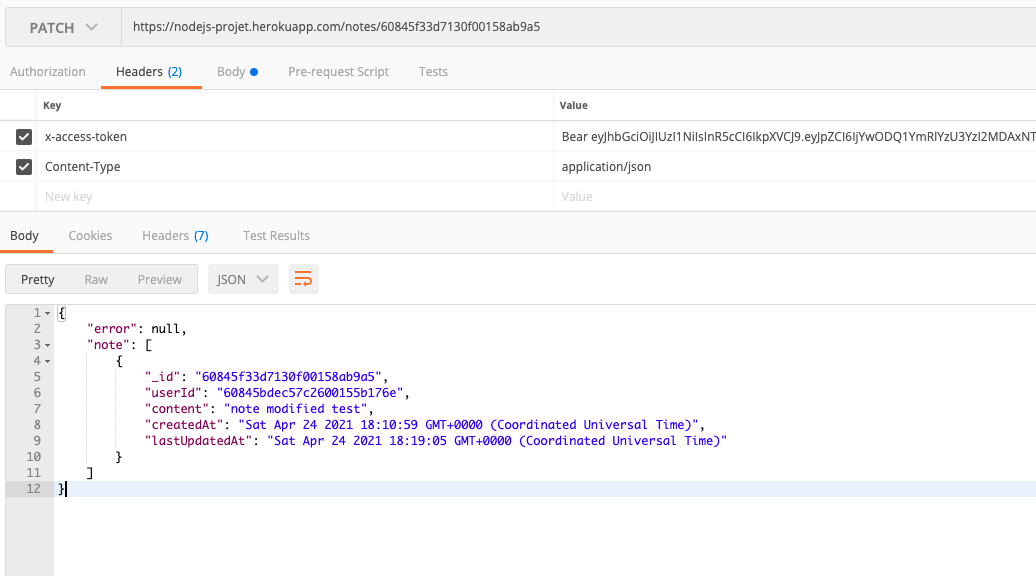 PATCH https://nodejs-projet.herokuapp.com/notes/60845f33d7130f00158ab9a5
Authorization Headers (2) Body Pre-request Script Tests
Key Value
x-access-token Bearer eyJhbGciOiJIUzI1NiIsInR5cCI6IkpXVCJ9.eyJpZCI6IjYwODQ1YmRlYzU3YzI2MDAxNT
Content-Type application/json
New key Value
Body Cookies Headers (7) Test Results
Pretty Raw Preview JSON
1 {
2 "error": null,
3 "note": [
4 {
5 "_id": "60845f33d7130f00158ab9a5",
6 "userId": "60845bdec57c2600155b176e",
7 "content": "note modified test",
8 "createdAt": "Sat Apr 24 2021 18:10:59 GMT+0000 (Coordinated Universal Time)",
9 "lastUpdatedAt": "Sat Apr 24 2021 18:19:05 GMT+0000 (Coordinated Universal Time)"
10 }
11 ]
12 }